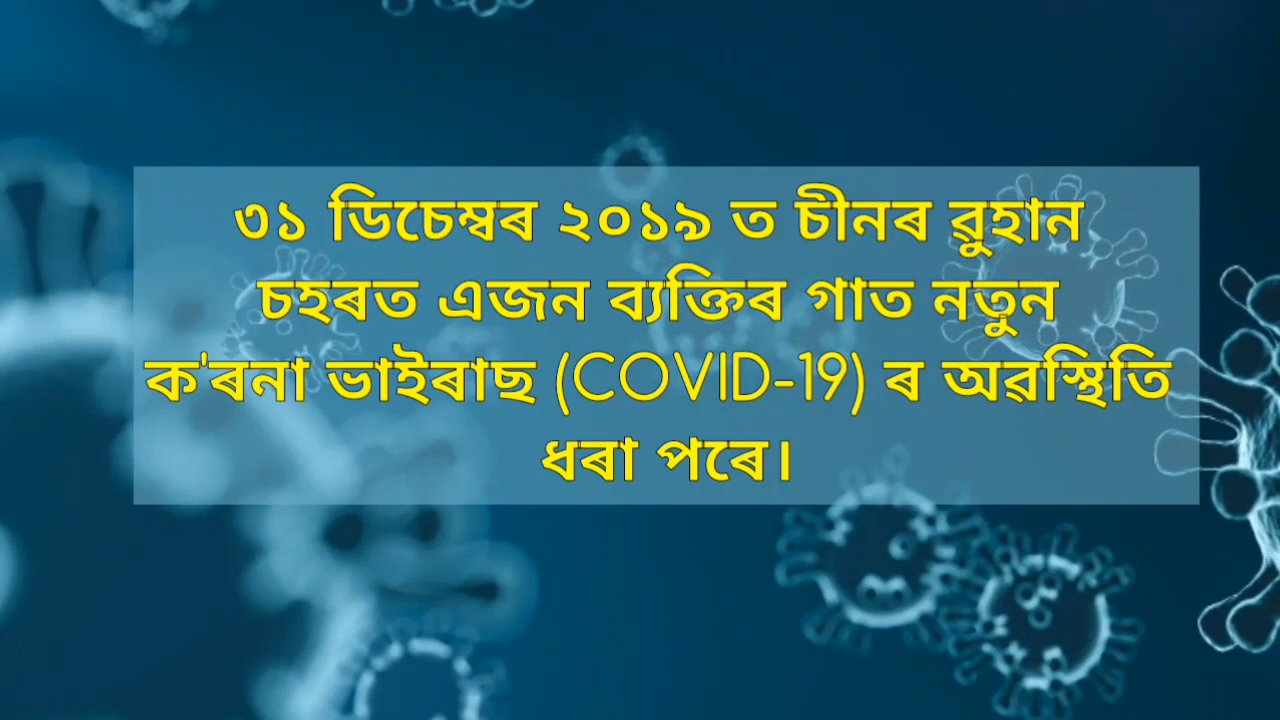 ৩১ ডিচেম্বৰ ২০১৯ ত চীনৰ ৱুহান
চহৰত এজন ব্যক্তিৰ গাত নতুন
ক'ৰনা ভাইৰাছ (COVID-19) ৰ অৱস্থিতি
ধৰা পৰে।